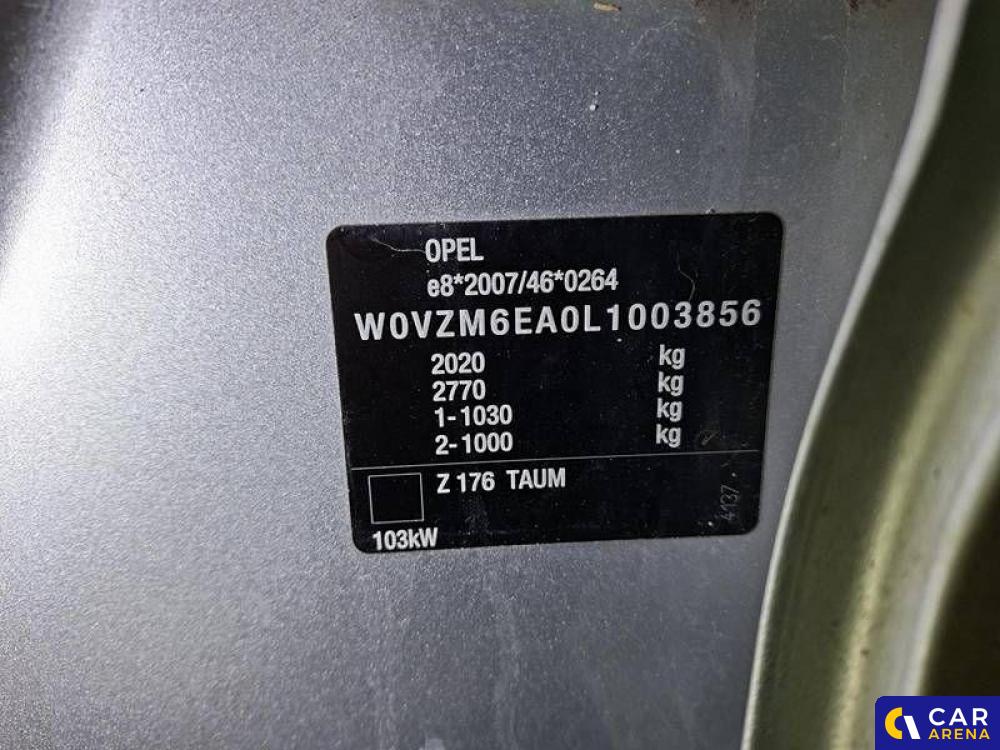 OPEL
e8*2007/46*0264
W0VZM6EA0L1003856
2020 kg
2770 kg
1-1030 kg
2-1000 kg
Z 176 TAUM
4137
103kW
CAR
ARENA